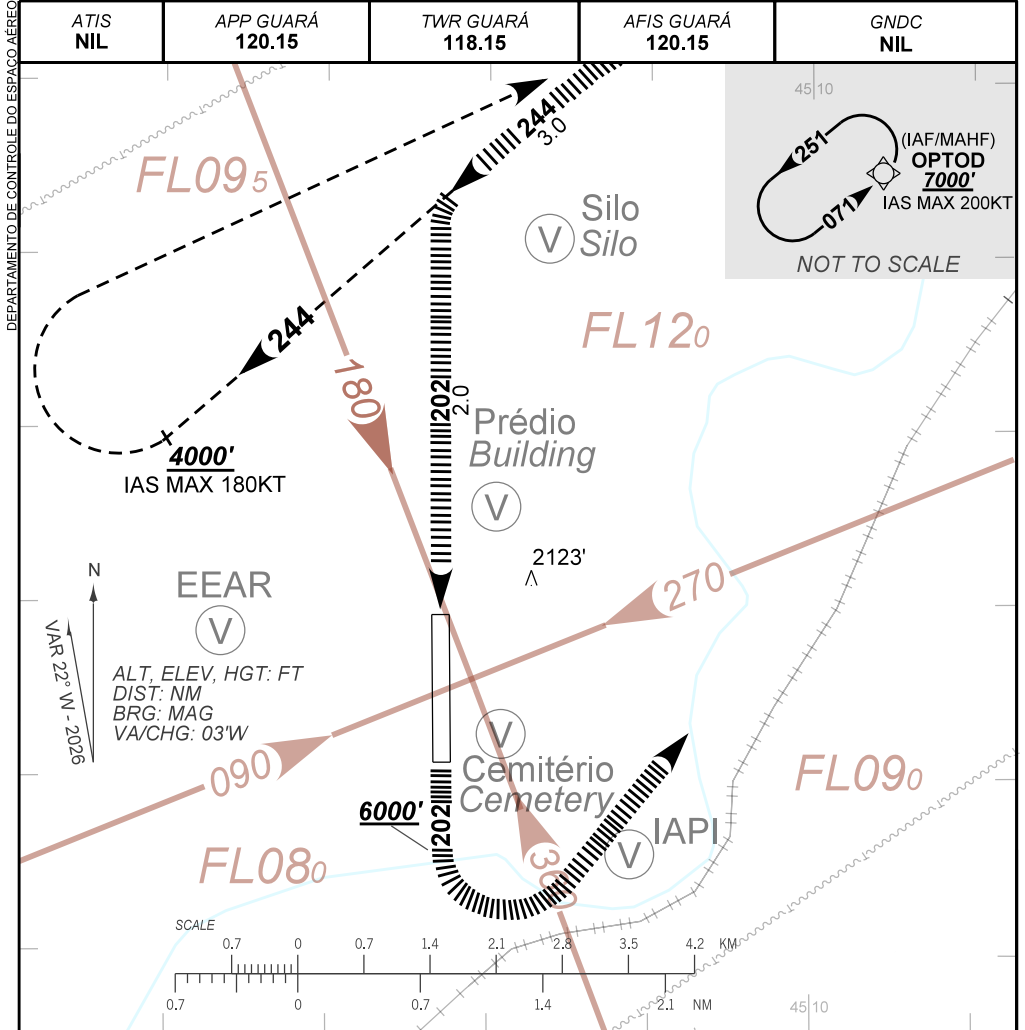 DEPARTAMENTO DE CONTROLE DO ESPAÇO AÉREO
ATIS
NIL
APP GUARÁ
120.15
TWR GUARÁ
118.15
AFIS GUARÁ
120.15
GNDC
NIL
45 10
244
3.0
FL095
251
(IAF/MAHF)
OPTOD
7000'
IAS MAX 200KT
071
NOT TO SCALE
Silo
V
Silo
244
FL120
180
202
2.0
Prédio
Building
4000'
IAS MAX 180KT
V
2123'
N
VAR 22° W - 2026
EEAR
V
270
ALT, ELEV, HGT: FT
DIST: NM
BRG: MAG
VA/CHG: 03'W
V
090
Cemitério
Cemetery
FL090
6000'
202
IAPI
V
FL080
360
SCALE
0.7 0 0.7 1.4 2.1 2.8 3.5 4.2 KM
0.7 0 0.7 1.4 2.1 NM
45 10